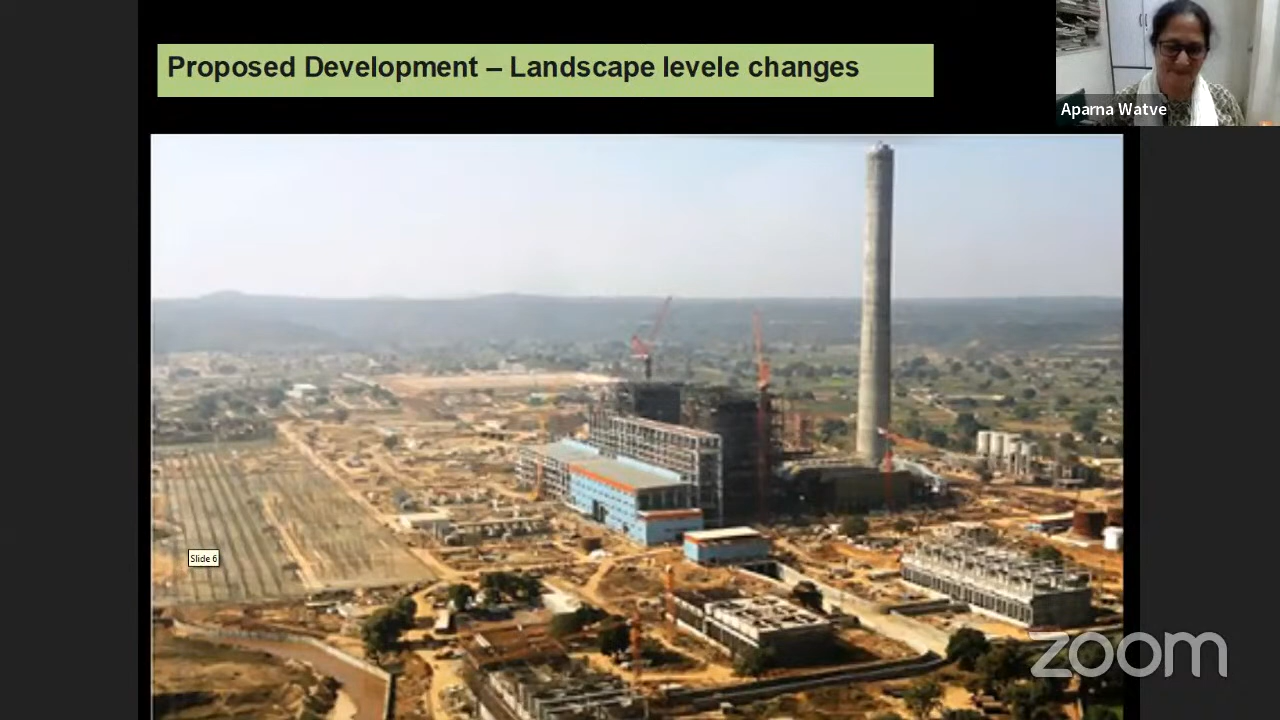 Proposed Development – Landscape levele changes
Aparna Watve
Slide 6
zoom